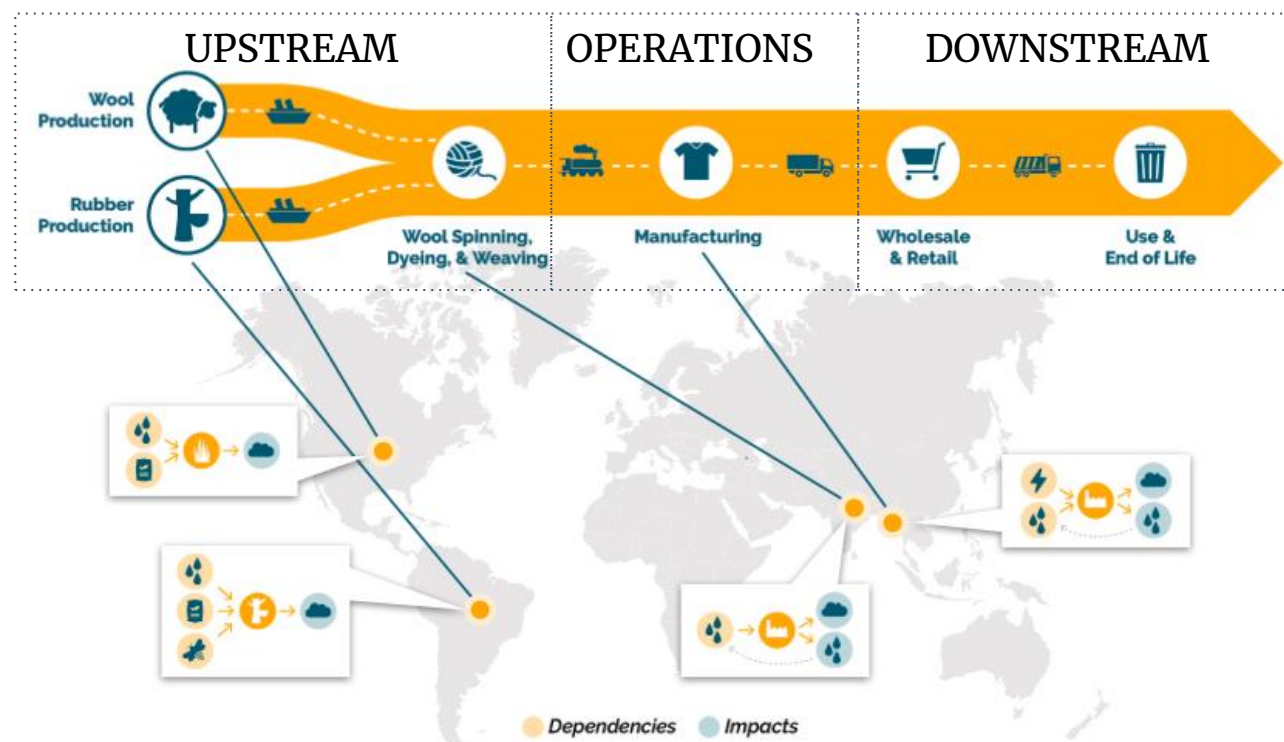 UPSTREAM
OPERATIONS
DOWNSTREAM
Wool
Production
Rubber
Production
Wool Spinning,
Dyeing, & Weaving
Manufacturing
Wholesale
& Retail
Use &
End of Life
Dependencies
Impacts